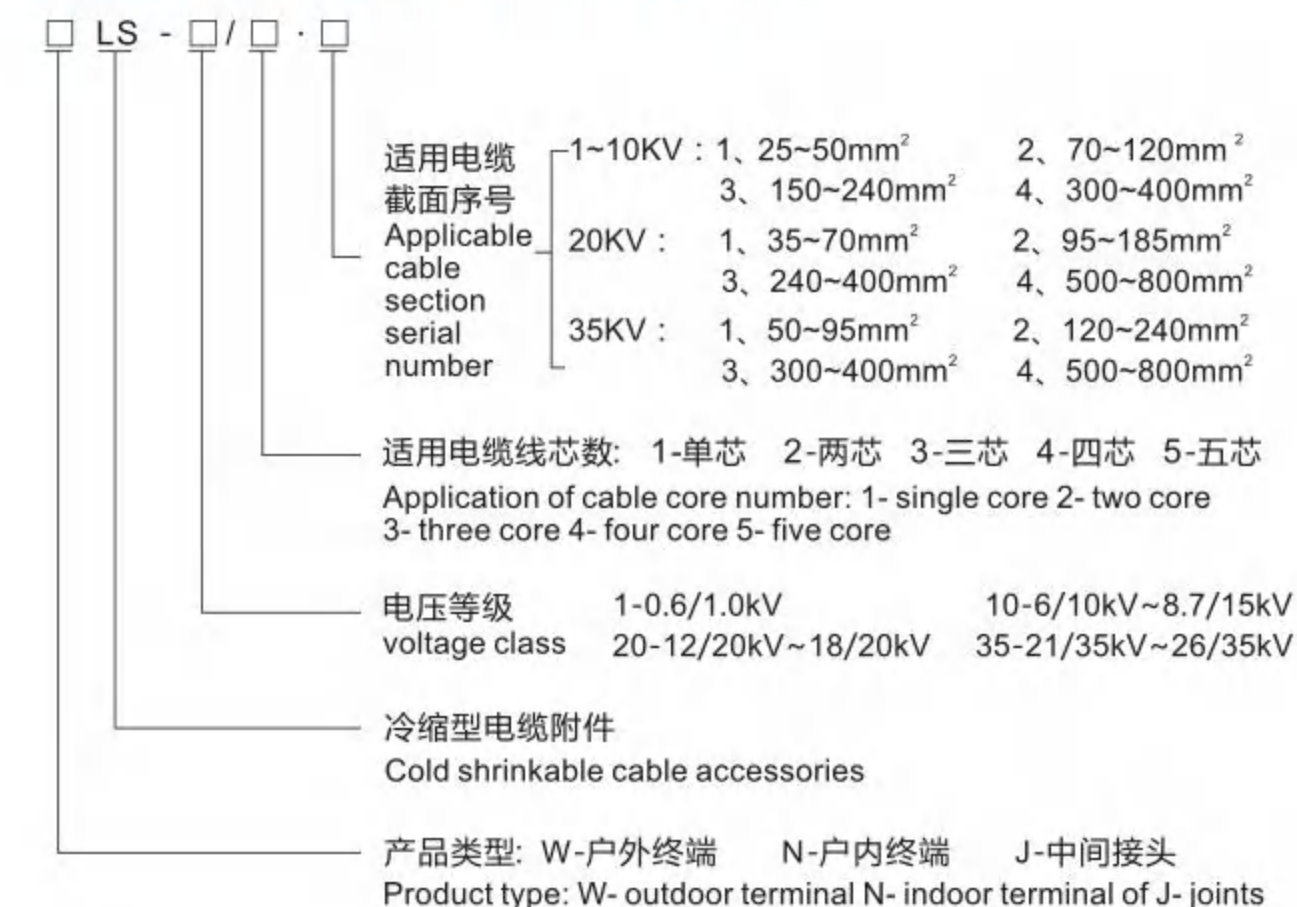 □ LS - □ / □ · □
适用电缆
截面序号
Applicable
cable
section
serial
number
1~10KV : 1、25~50mm² 2、70~120mm²
3、150~240mm² 4、300~400mm²
20KV : 1、35~70mm² 2、95~185mm²
3、240~400mm² 4、500~800mm²
35KV : 1、50~95mm² 2、120~240mm²
3、300~400mm² 4、500~800mm²
适用电缆线芯数: 1-单芯 2-两芯 3-三芯 4-四芯 5-五芯
Application of cable core number: 1- single core 2- two core
3- three core 4- four core 5- five core
电压等级 1-0.6/1.0kV 10-6/10kV~8.7/15kV
voltage class 20-12/20kV~18/20kV 35-21/35kV~26/35kV
冷缩型电缆附件
Cold shrinkable cable accessories
产品类型: W-户外终端 N-户内终端 J-中间接头
Product type: W- outdoor terminal N- indoor terminal of J- joints